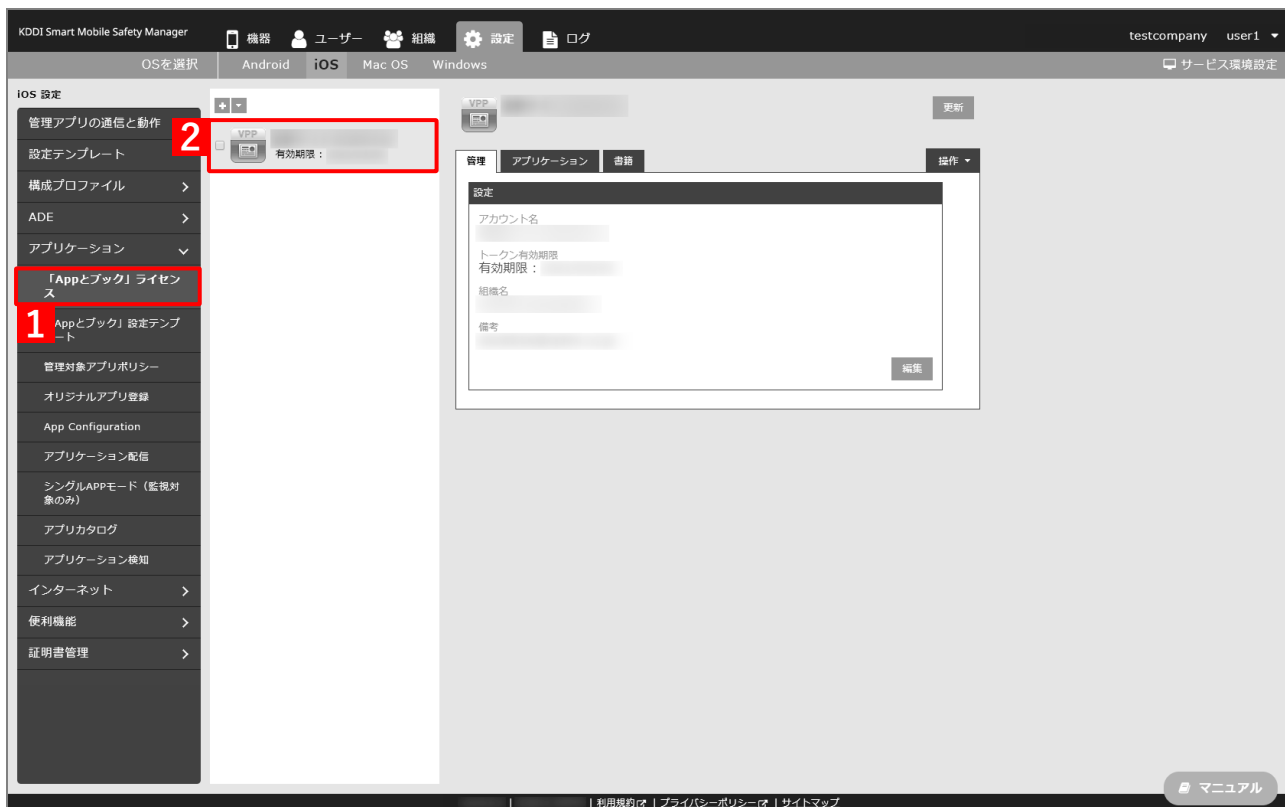 KDDI Smart Mobile Safety Manager
機器
ユーザー
組織
設定
ログ
testcompany user1
OSを選択
Android
iOS
Mac OS
Windows
サービス環境設定
iOS 設定
管理アプリの通信と動作
設定テンプレート
構成プロファイル
ADE
アプリケーション
「Appとブック」ライセン
ス
1
Appとブック」設定テンプ
ート
管理対象アプリポリシー
オリジナルアプリ登録
App Configuration
アプリケーション配信
シングルAPPモード（監視対
象のみ）
アプリカタログ
アプリケーション検知
インターネット
便利機能
証明書管理
2
VPP
有効期限：
VPP
更新
管理
アプリケーション
書籍
操作
設定
アカウント名
トークン有効期限
有効期限：
組織名
備考
編集
マニュアル
| | 利用規約 | プライバシーポリシー | サイトマップ